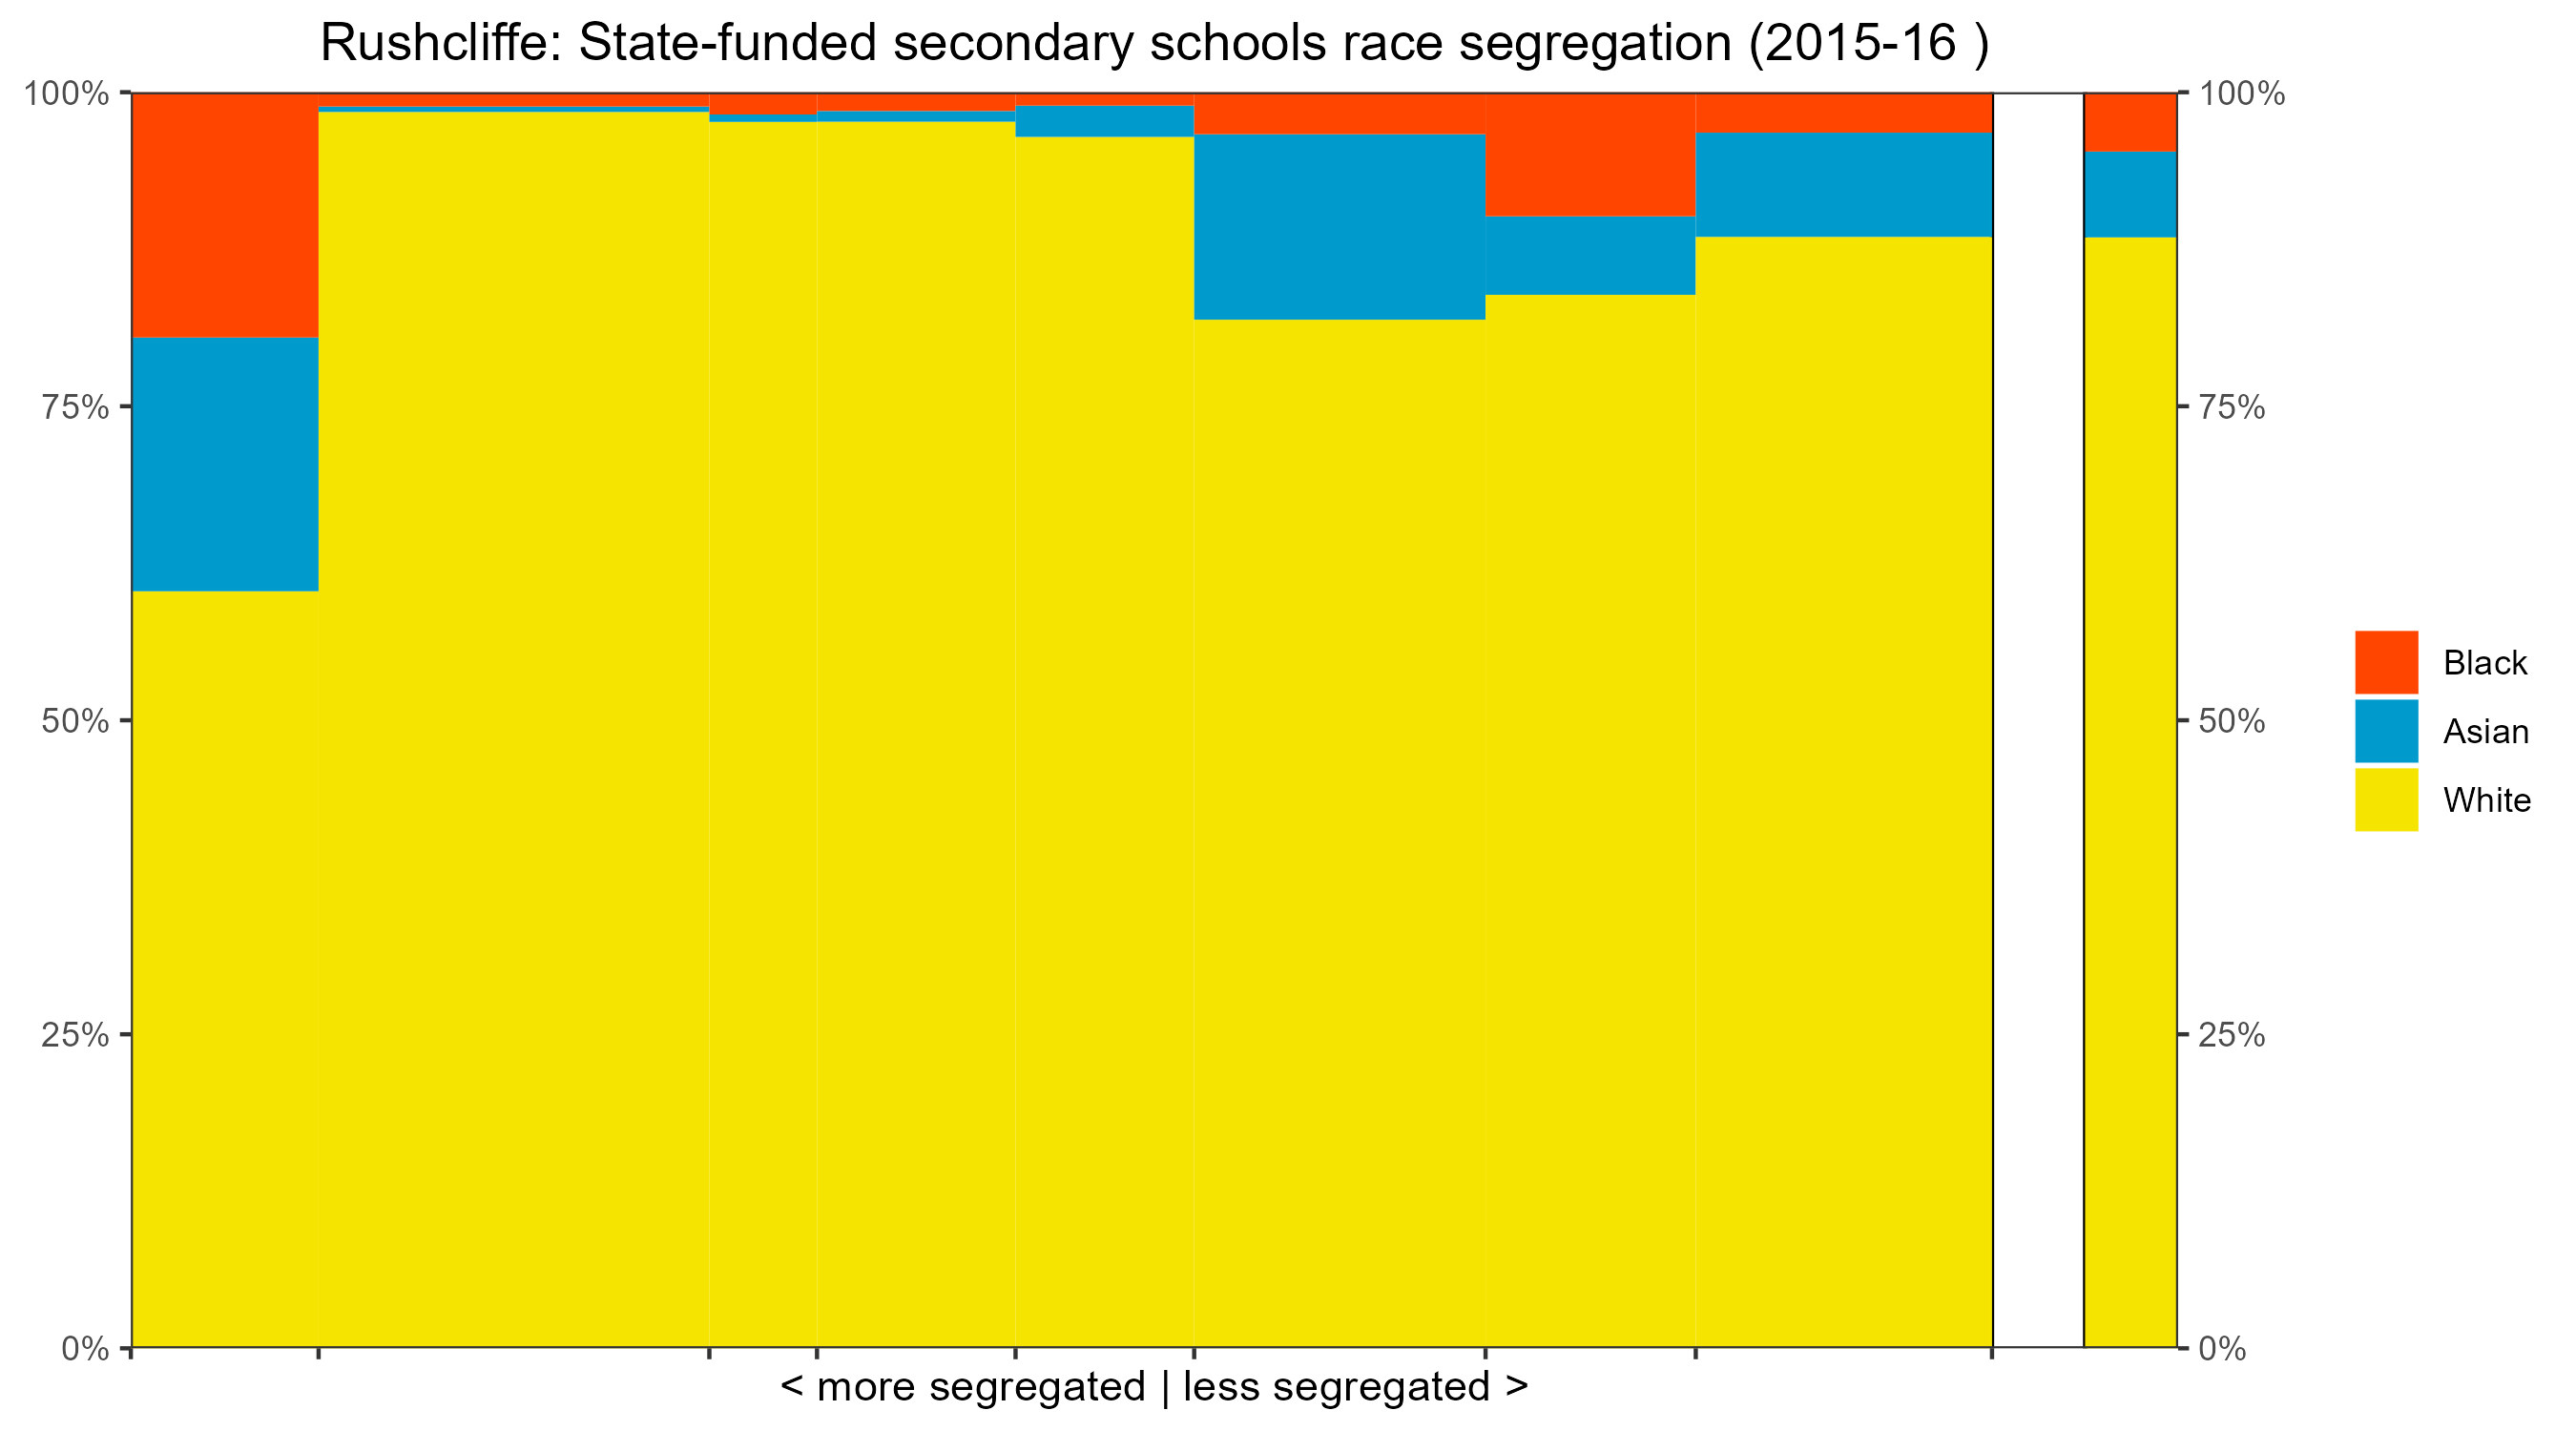 Rushcliffe: State-funded secondary schools race segregation (2015-16 )
100%
75%
50%
25%
0%
100%
75%
50%
25%
0%
Black
Asian
White
< more segregated | less segregated >